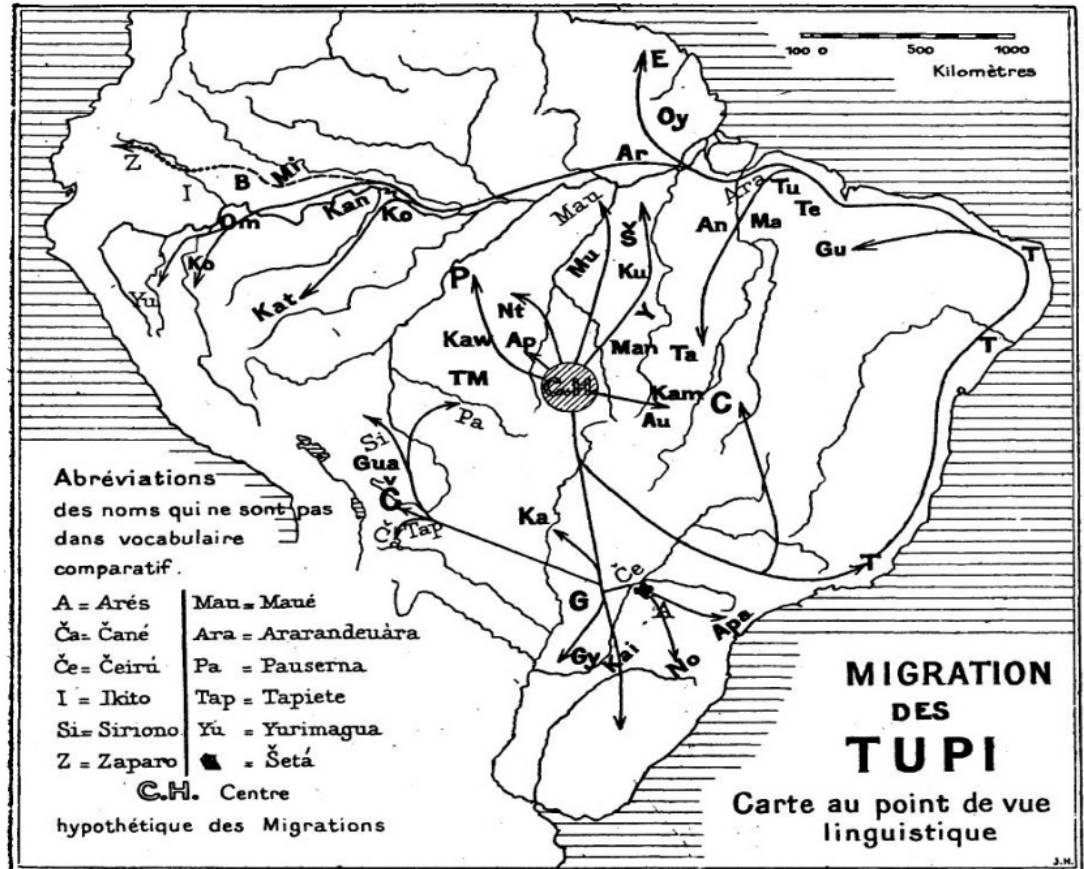 100 0 500 1000
Kilomètres
E
Oy
Ar
Z
I
B
Mi
Kan
Ko
Om
Ko
Yu
Kat
Mau
Ara
Tu
Te
An
Ma
Gu
T
Š
Ku
Mu
P
Nt
Y
T
Kaw
Ap
Man
Ta
TM
C.H.
Kam
C
Au
Pa
Si
Gua
Č
Ča
Tap
Ka
T
Če
G
A
Apa
Gy
Kai
No
Abréviations
des noms qui ne sont pas
dans vocabulaire
comparatif.
A = Arés
Ča = Čané
Če = Čeirú
I = Ikito
Si = Siriono
Z = Zaparo
Mau = Maué
Ara = Ararandeuàra
Pa = Pauserna
Tap = Tapiete
Yu = Yurimagua
= Šetá
C.H. Centre
hypothétique des Migrations
MIGRATION
DES
TUPI
Carte au point de vue
linguistique
J.H.